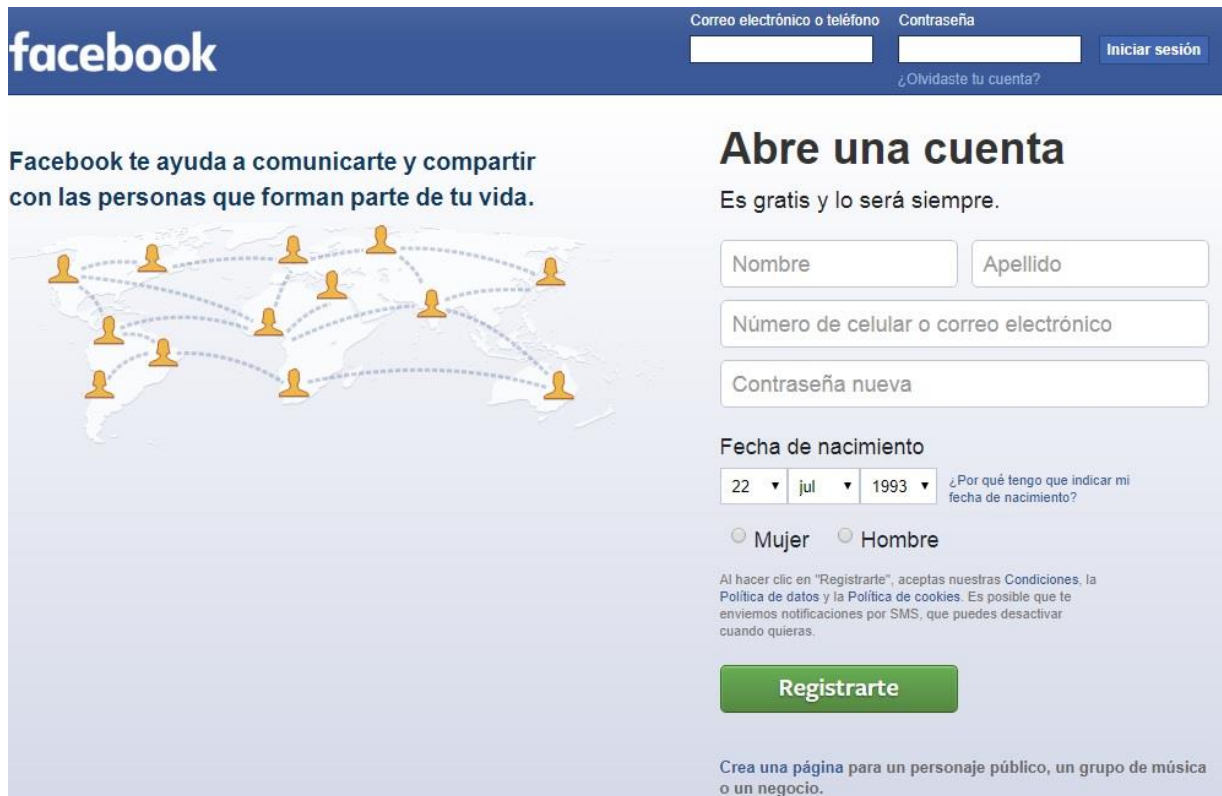 facebook
Correo electrónico o teléfono
Contraseña
Iniciar sesión
¿Olvidaste tu cuenta?
Facebook te ayuda a comunicarte y compartir
con las personas que forman parte de tu vida.
Abre una cuenta
Es gratis y lo será siempre.
Nombre
Apellido
Número de celular o correo electrónico
Contraseña nueva
Fecha de nacimiento
22 jul 1993
¿Por qué tengo que indicar mi
fecha de nacimiento?
Mujer Hombre
Al hacer clic en "Registrarte", aceptas nuestras Condiciones, la
Política de datos y la Política de cookies. Es posible que te
enviemos notificaciones por SMS, que puedes desactivar
cuando quieras.
Registrarte
Crea una página para un personaje público, un grupo de música
o un negocio.